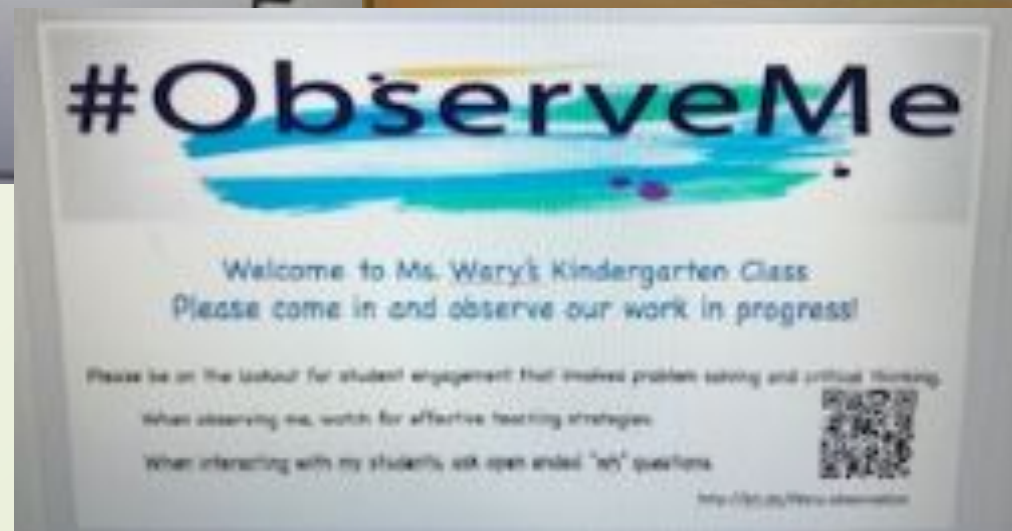 #ObserveMe
Welcome to Ms. Wary's Kindergarten Class
Please come in and observe our work in progress!
Please be on the lookout for student engagement that involves problem solving and critical thinking.
When observing me, watch for effective teaching strategies.
When interacting with my students, ask open ended "wh" questions.